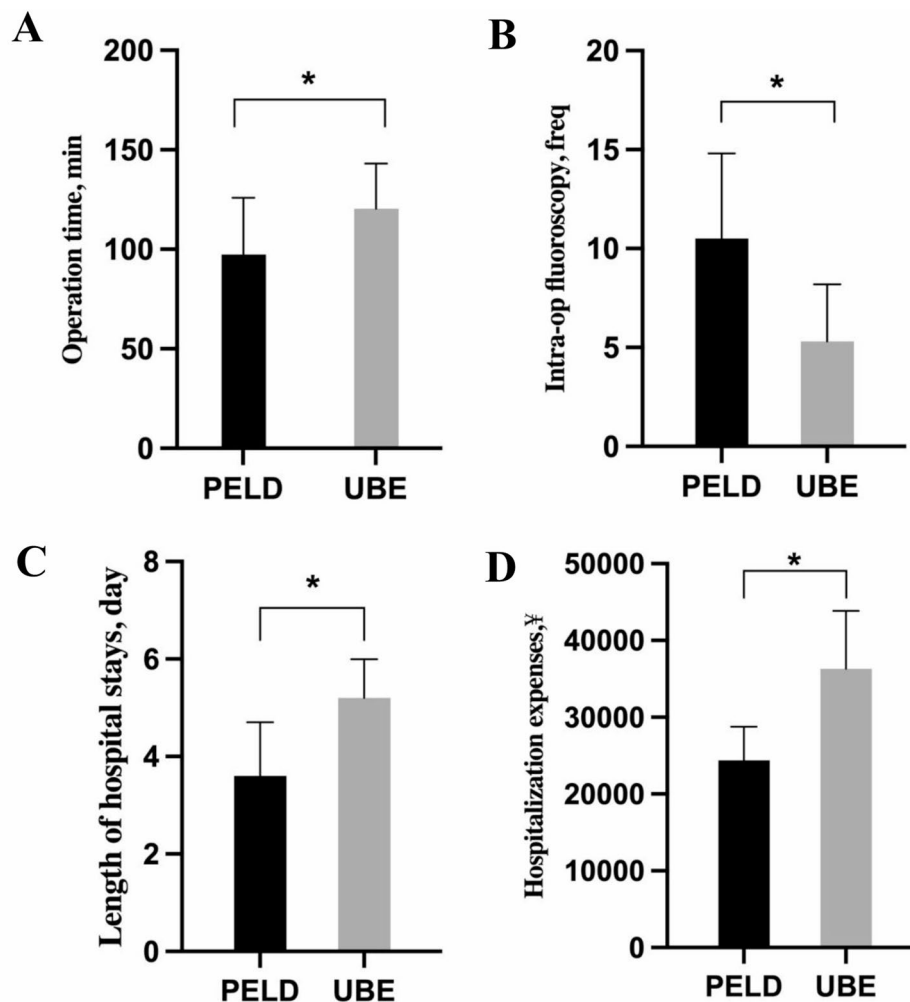 A
Operation time, min
200
150
100
50
0
*
PELD UBE
B
Intra-op fluoroscopy, freq
20
15
10
5
0
*
PELD UBE
C
Length of hospital stays, day
8
6
4
2
0
*
PELD UBE
D
Hospitalization expenses,¥
50000
40000
30000
20000
10000
0
*
PELD UBE